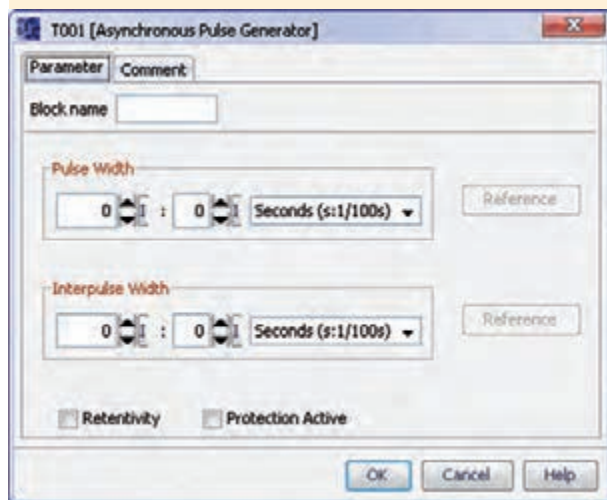 T001 [Asynchronous Pulse Generator]
Parameter Comment
Block name
Pulse Width
0 : 0 Seconds (s:1/100s)
Reference
Interpulse Width
0 : 0 Seconds (s:1/100s)
Reference
Retentivity Protection Active
OK Cancel Help